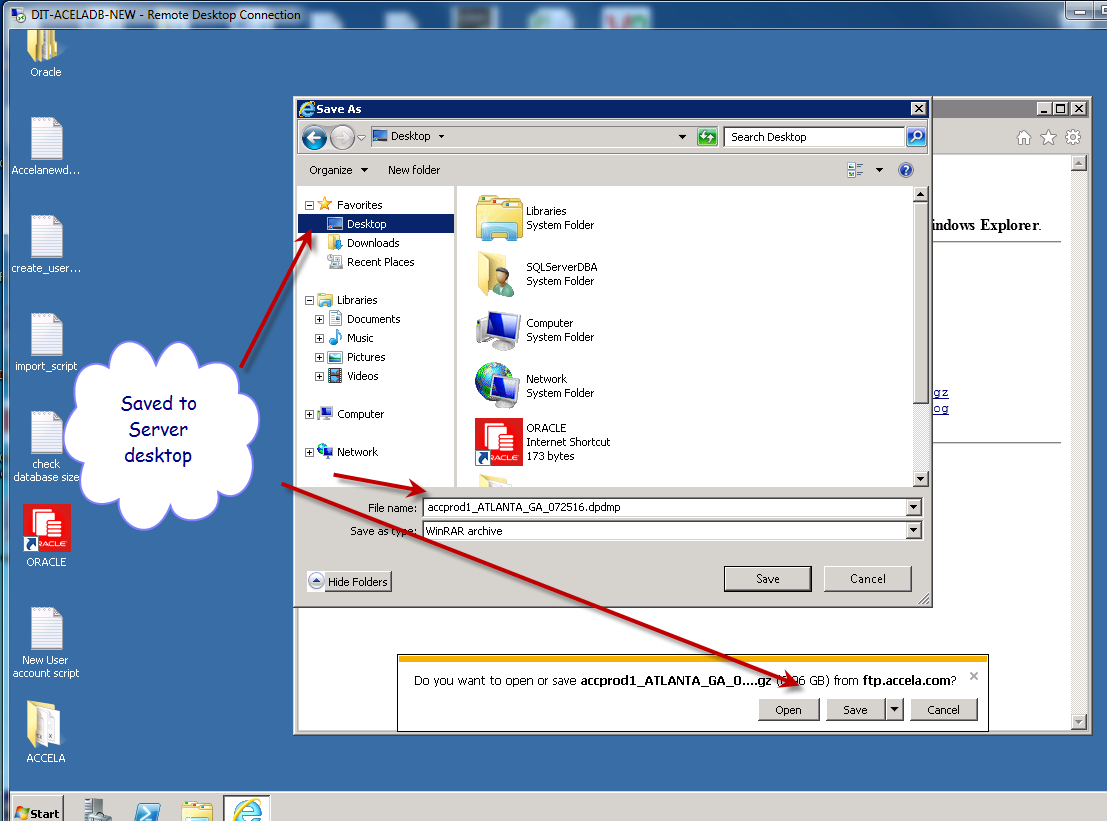 DIT-ACELADB-NEW - Remote Desktop Connection
Oracle
Accelanewd...
create_user...
import_script
check
database size
ORACLE
ORACLE
New User
account script
ACCELA
Start
Saved to
Server
desktop
Save As
Desktop
Search Desktop
Organize
New folder
Favorites
Desktop
Downloads
Recent Places
Libraries
Documents
Music
Pictures
Videos
Computer
Network
Libraries
System Folder
SQLServerDBA
System Folder
Computer
System Folder
Network
System Folder
ORACLE
ORACLE
Internet Shortcut
173 bytes
File name: accprod1_ATLANTA_GA_072516.dpdmp
Save as type: WinRAR archive
Hide Folders
Save
Cancel
indows Explorer.
gz
og
Do you want to open or save accprod1_ATLANTA_GA_0....gz GB) from ftp.accela.com?
Open
Save
Cancel